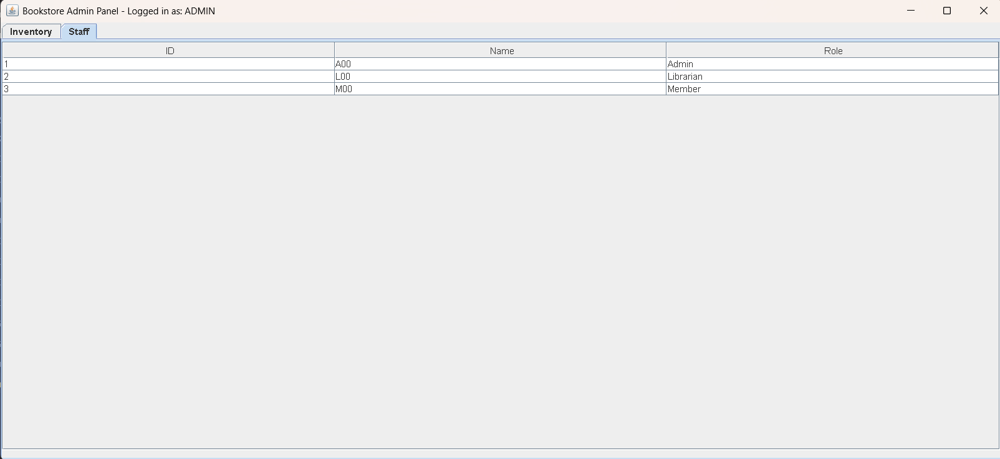 Bookstore Admin Panel - Logged in as: ADMIN
Inventory Staff
ID Name Role
1 A00 Admin
2 L00 Librarian
3 M00 Member